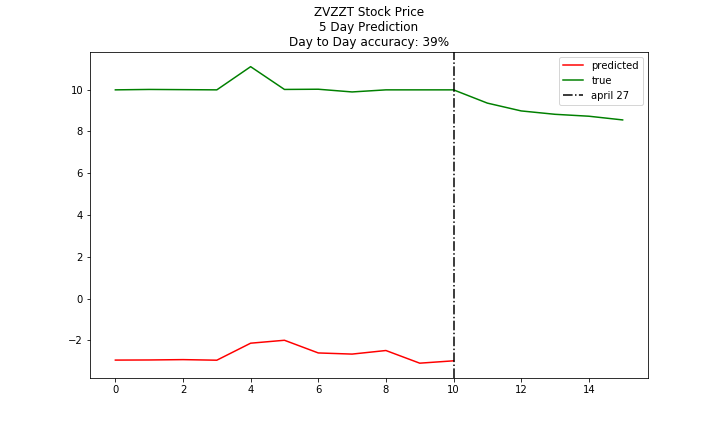 ZVZZT Stock Price
5 Day Prediction
Day to Day accuracy: 39%
predicted
true
april 27
10
8
6
4
2
0
−2
0 2 4 6 8 10 12 14